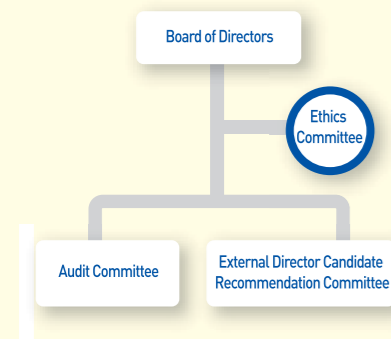 Board of Directors
Ethics
Committee
Audit Committee
External Director Candidate
Recommendation Committee